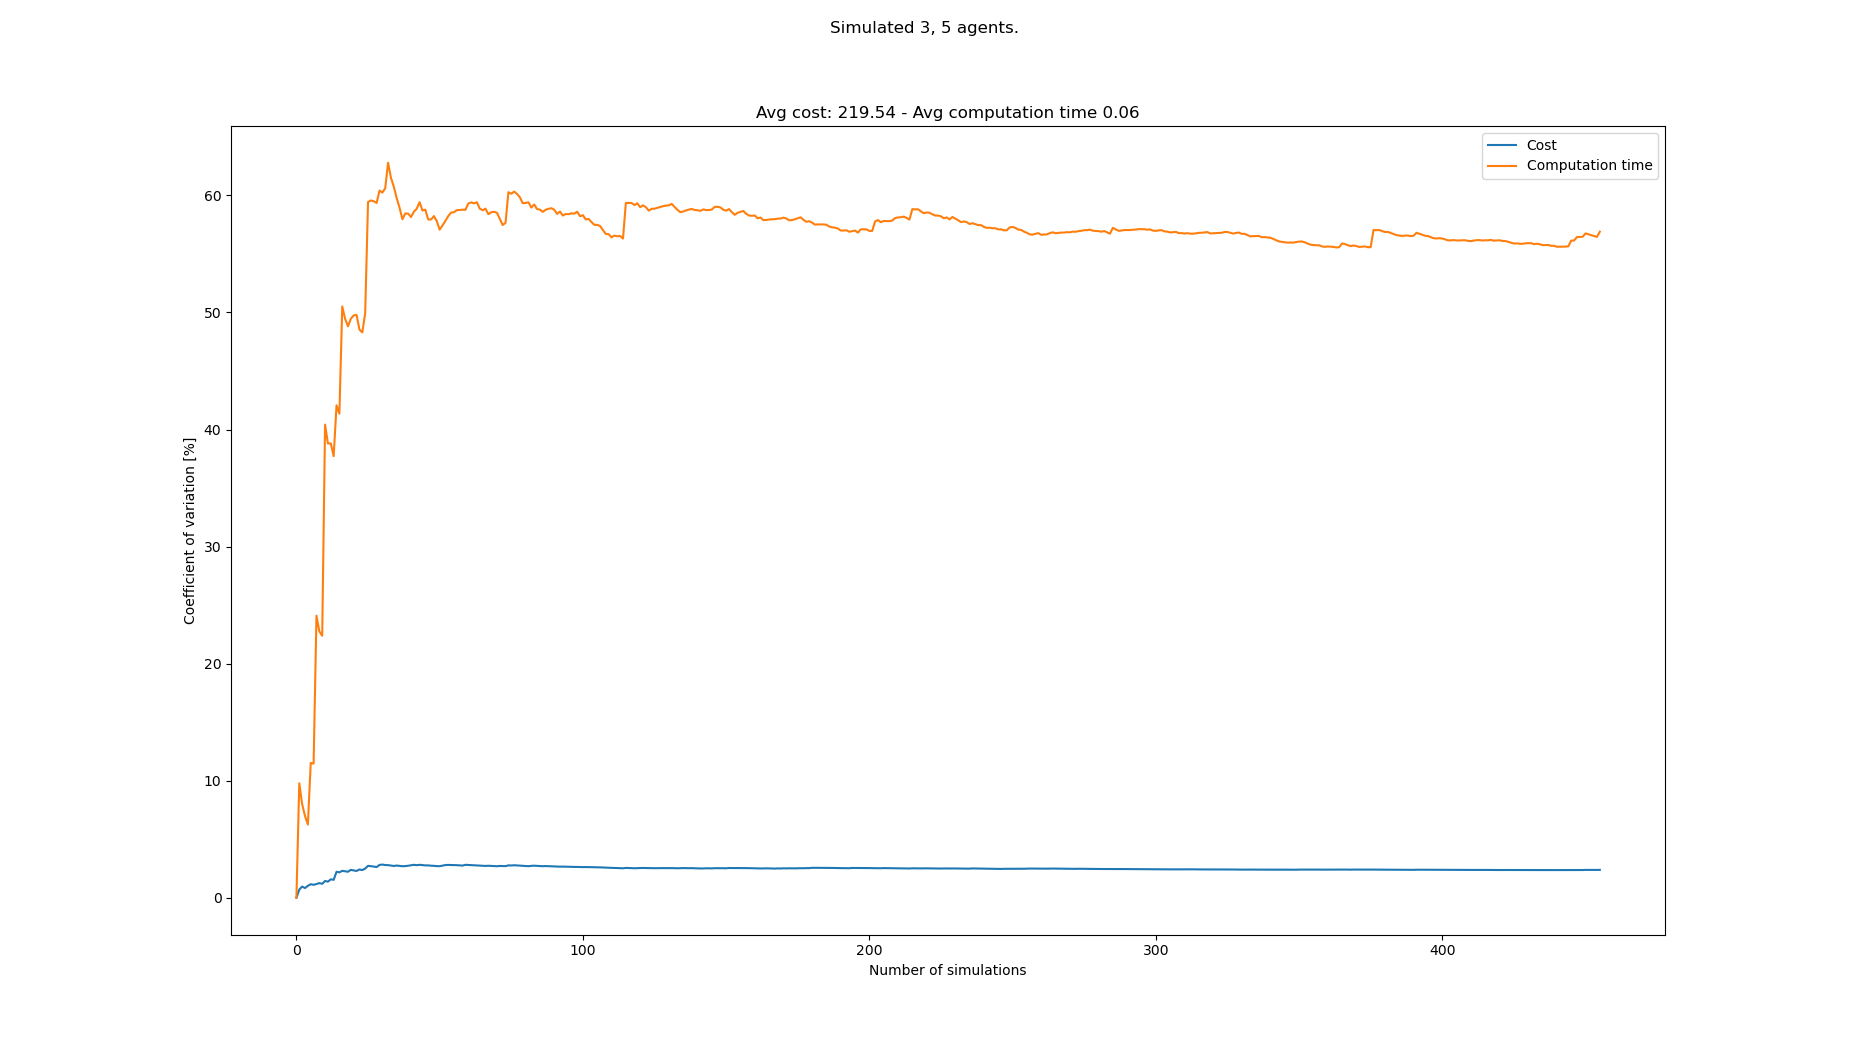 Simulated 3, 5 agents.
Avg cost: 219.54 - Avg computation time 0.06
Cost
Computation time
60
50
40
30
20
10
0
Coefficient of variation [%]
0 100 200 300 400
Number of simulations